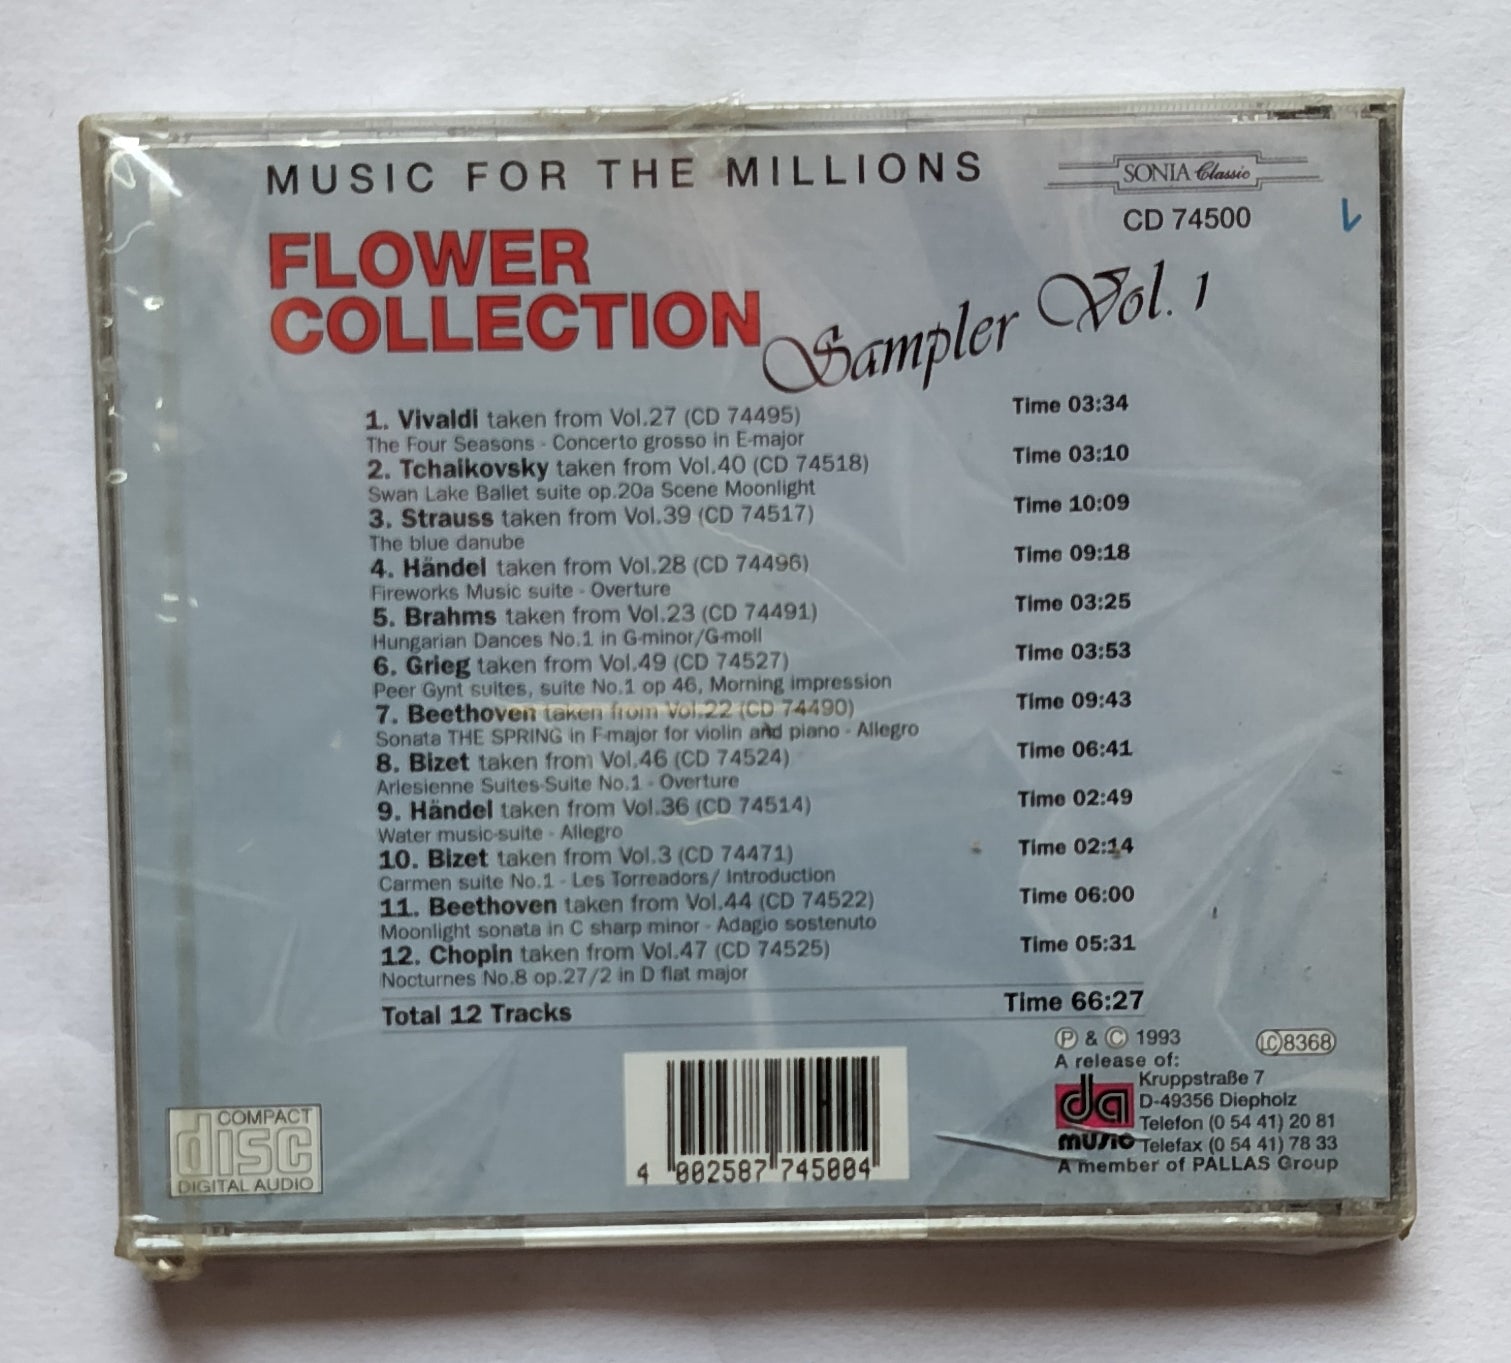 MUSIC FOR THE MILLIONS
SONIA Classic
CD 74500
FLOWER
COLLECTION
Sampler Vol. 1
1. Vivaldi taken from Vol.27 (CD 74495) Time 03:34
The Four Seasons - Concerto grosso in E-major
2. Tchaikovsky taken from Vol.40 (CD 74518) Time 03:10
Swan Lake Ballet suite op.20a Scene Moonlight
3. Strauss taken from Vol.39 (CD 74517) Time 10:09
The blue danube
4. Händel taken from Vol.28 (CD 74496) Time 09:18
Fireworks Music suite - Overture
5. Brahms taken from Vol.23 (CD 74491) Time 03:25
Hungarian Dances No.1 in G-minor/G-moll
6. Grieg taken from Vol.49 (CD 74527) Time 03:53
Peer Gynt suites, suite No.1 op 46, Morning impression
7. Beethoven taken from Vol.22 (CD 74490) Time 09:43
Sonata THE SPRING in F-major for violin and piano - Allegro
8. Bizet taken from Vol.46 (CD 74524) Time 06:41
Arlesienne Suites-Suite No.1 - Overture
9. Händel taken from Vol.36 (CD 74514) Time 02:49
Water music-suite - Allegro
10. Bizet taken from Vol.3 (CD 74471) Time 02:14
Carmen suite No.1 - Les Torreadors/ Introduction
11. Beethoven taken from Vol.44 (CD 74522) Time 06:00
Moonlight sonata in C sharp minor - Adagio sostenuto
12. Chopin taken from Vol.47 (CD 74525) Time 05:31
Nocturnes No.8 op.27/2 in D flat major
Total 12 Tracks Time 66:27
Ⓟ & Ⓒ 1993
LC 8368
A release of:
da music
Kruppstraße 7
D-49356 Diepholz
Telefon (0 54 41) 20 81
Telefax (0 54 41) 78 33
A member of PALLAS Group
COMPACT
disc
DIGITAL AUDIO
4 002587 745004